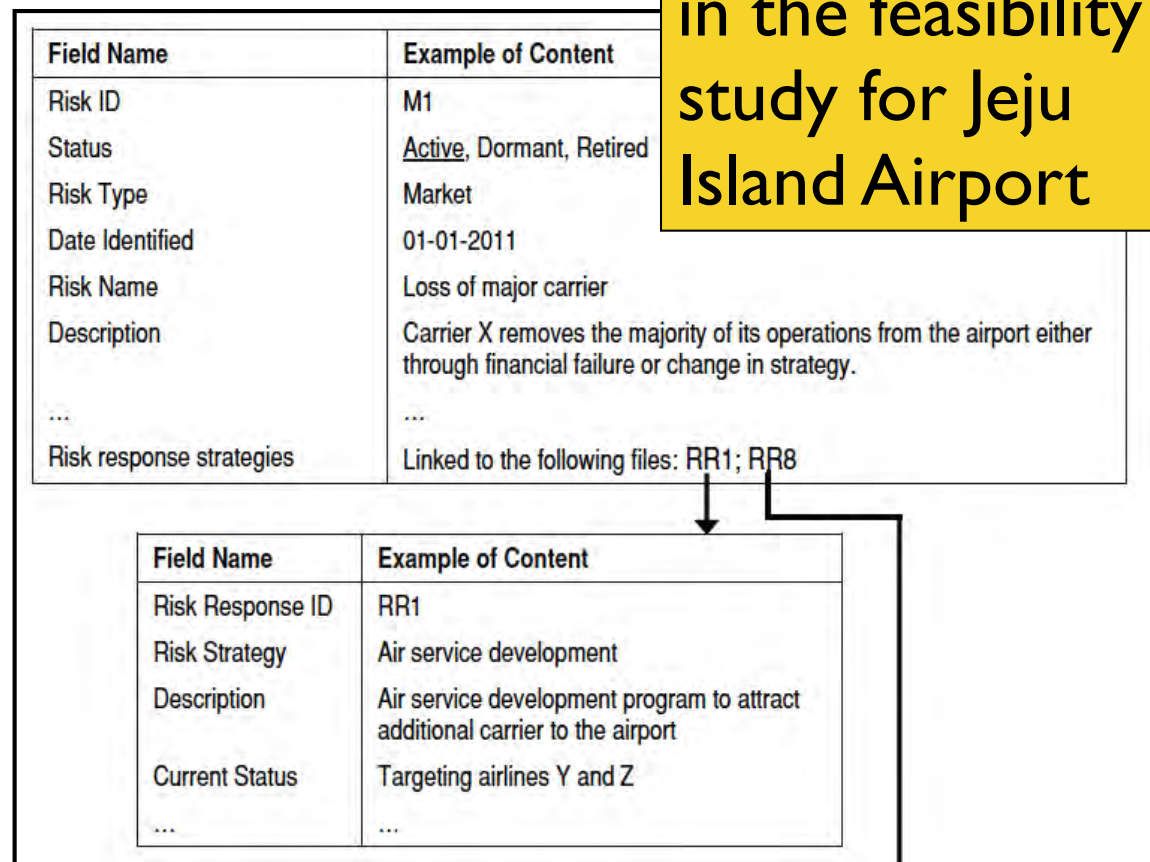 in the feasibility
study for Jeju
Island Airport
Field Name Example of Content
Risk ID M1
Status Active, Dormant, Retired
Risk Type Market
Date Identified 01-01-2011
Risk Name Loss of major carrier
Description Carrier X removes the majority of its operations from the airport either
through financial failure or change in strategy.
... ...
Risk response strategies Linked to the following files: RR1; RR8
Field Name Example of Content
Risk Response ID RR1
Risk Strategy Air service development
Description Air service development program to attract
additional carrier to the airport
Current Status Targeting airlines Y and Z
... ...